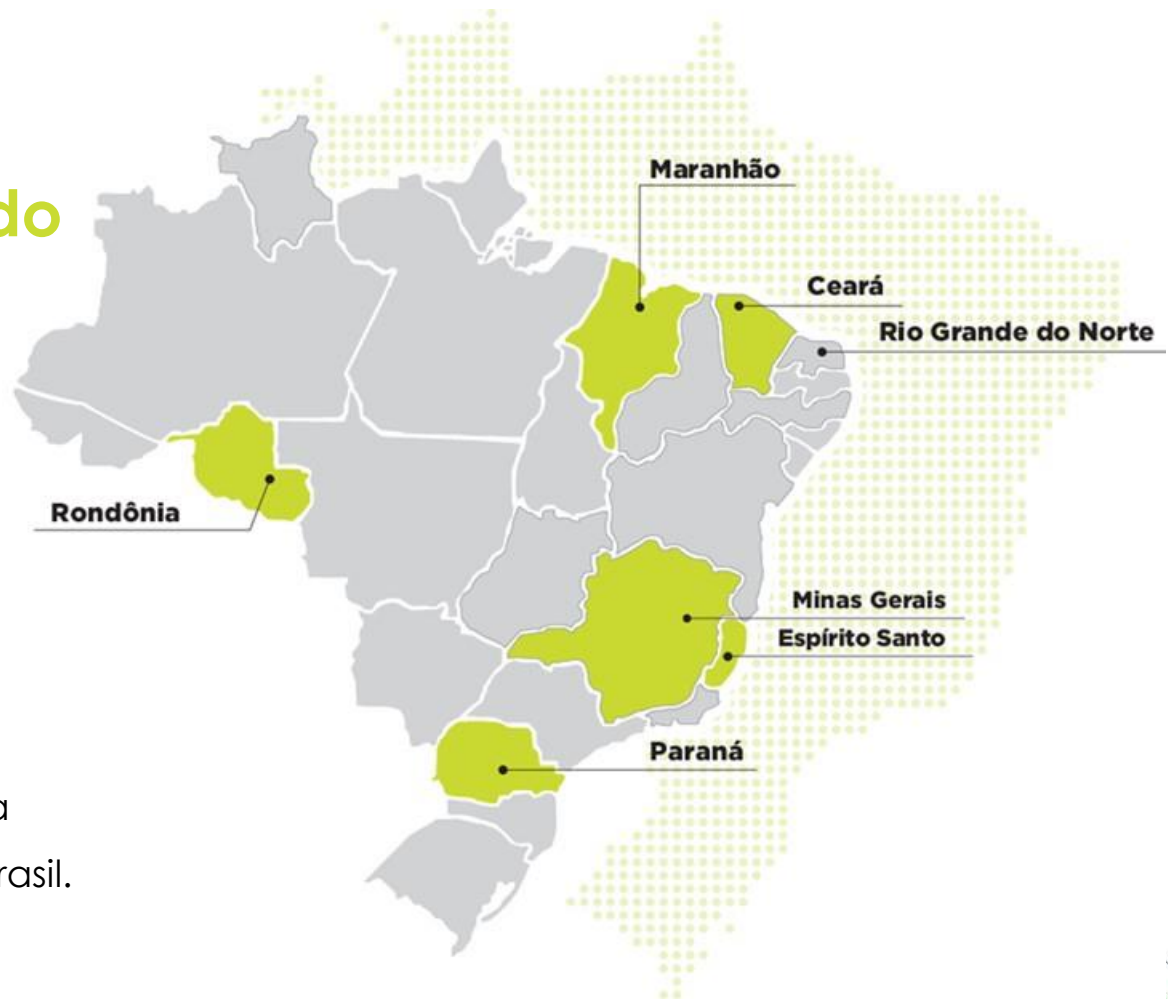 do
Maranhão
Ceará
Rio Grande do Norte
Rondônia
Minas Gerais
Espírito Santo
Paraná
a
rasil.